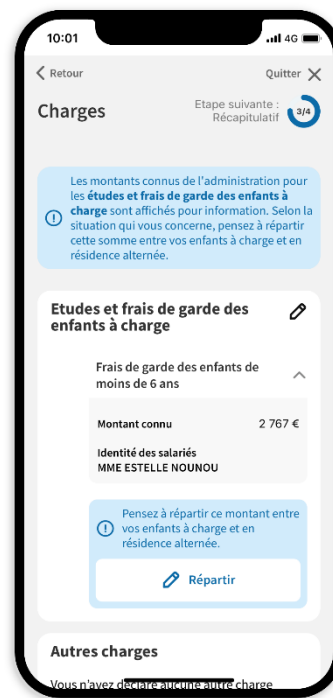 10:01
4G
Retour
Quitter
Charges
Etape suivante :
Récapitulatif
3/4
Les montants connus de l'administration pour
les études et frais de garde des enfants à
charge sont affichés pour information. Selon la
situation qui vous concerne, pensez à répartir
cette somme entre vos enfants à charge et en
résidence alternée.
Etudes et frais de garde des
enfants à charge
Frais de garde des enfants de
moins de 6 ans
Montant connu 2 767 €
Identité des salariés
MME ESTELLE NOUNOU
Pensez à répartir ce montant entre
vos enfants à charge et en
résidence alternée.
Répartir
Autres charges
Vous n'avez déclaré aucune autre charge